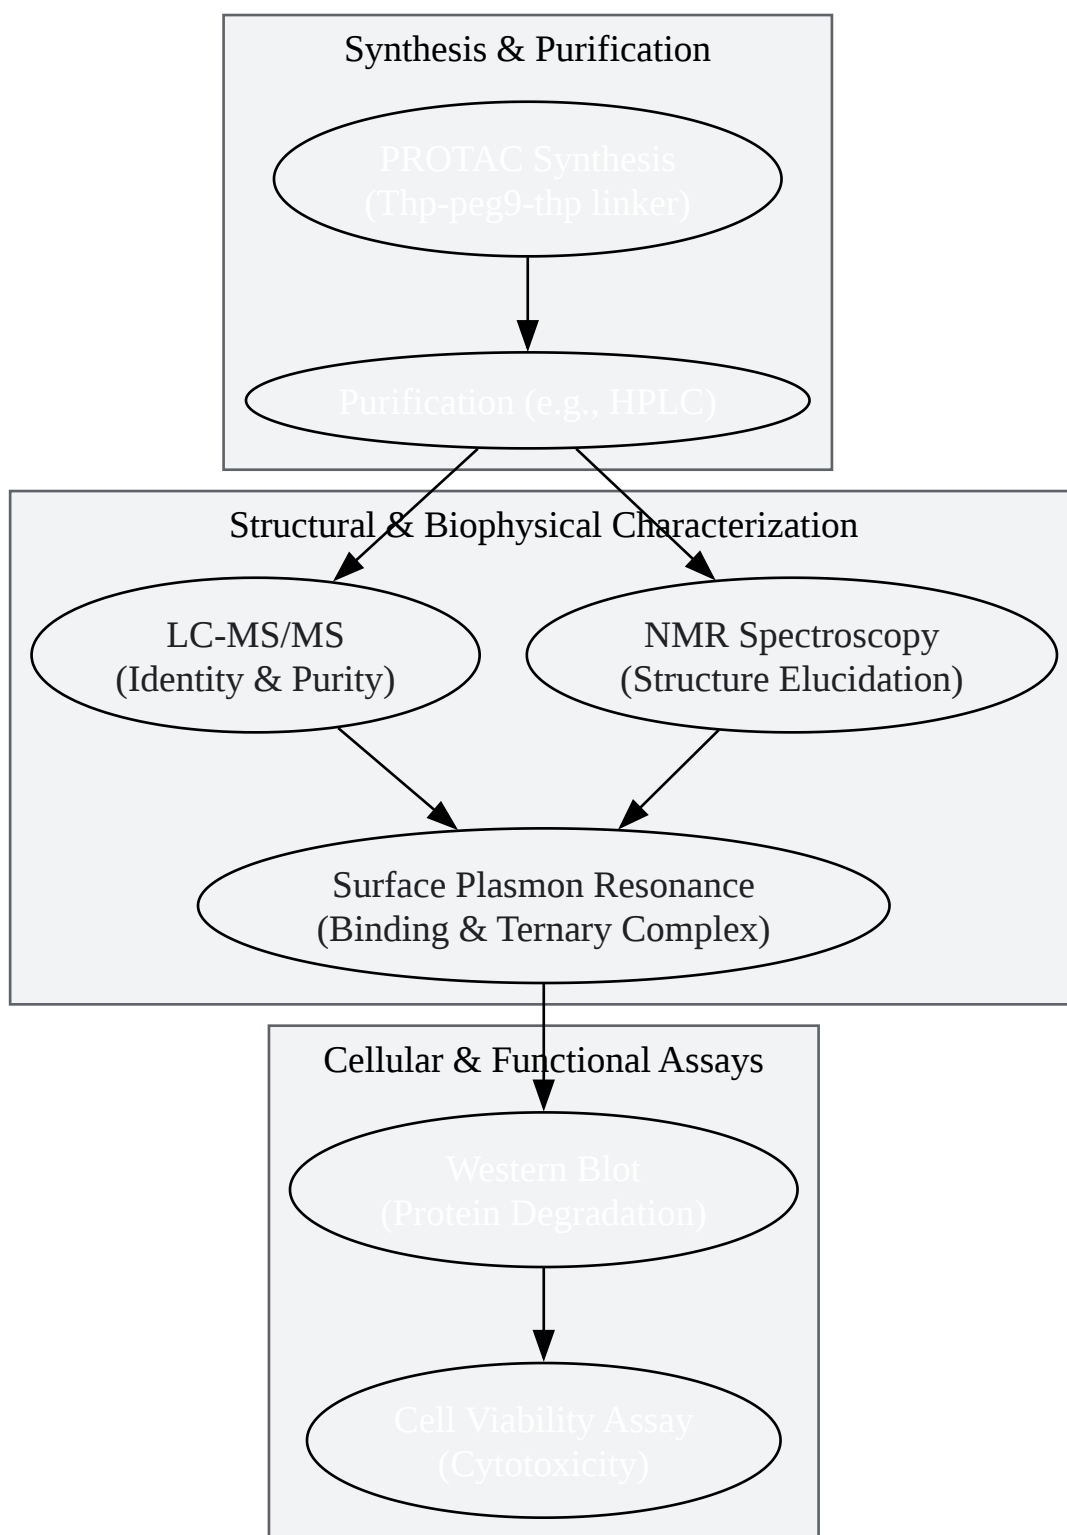 Synthesis & Purification
PROTAC Synthesis
(Thp-peg9-thp linker)
Purification (e.g., HPLC)
Structural & Biophysical Characterization
LC-MS/MS
(Identity & Purity)
NMR Spectroscopy
(Structure Elucidation)
Surface Plasmon Resonance
(Binding & Ternary Complex)
Cellular & Functional Assays
Western Blot
(Protein Degradation)
Cell Viability Assay
(Cytotoxicity)